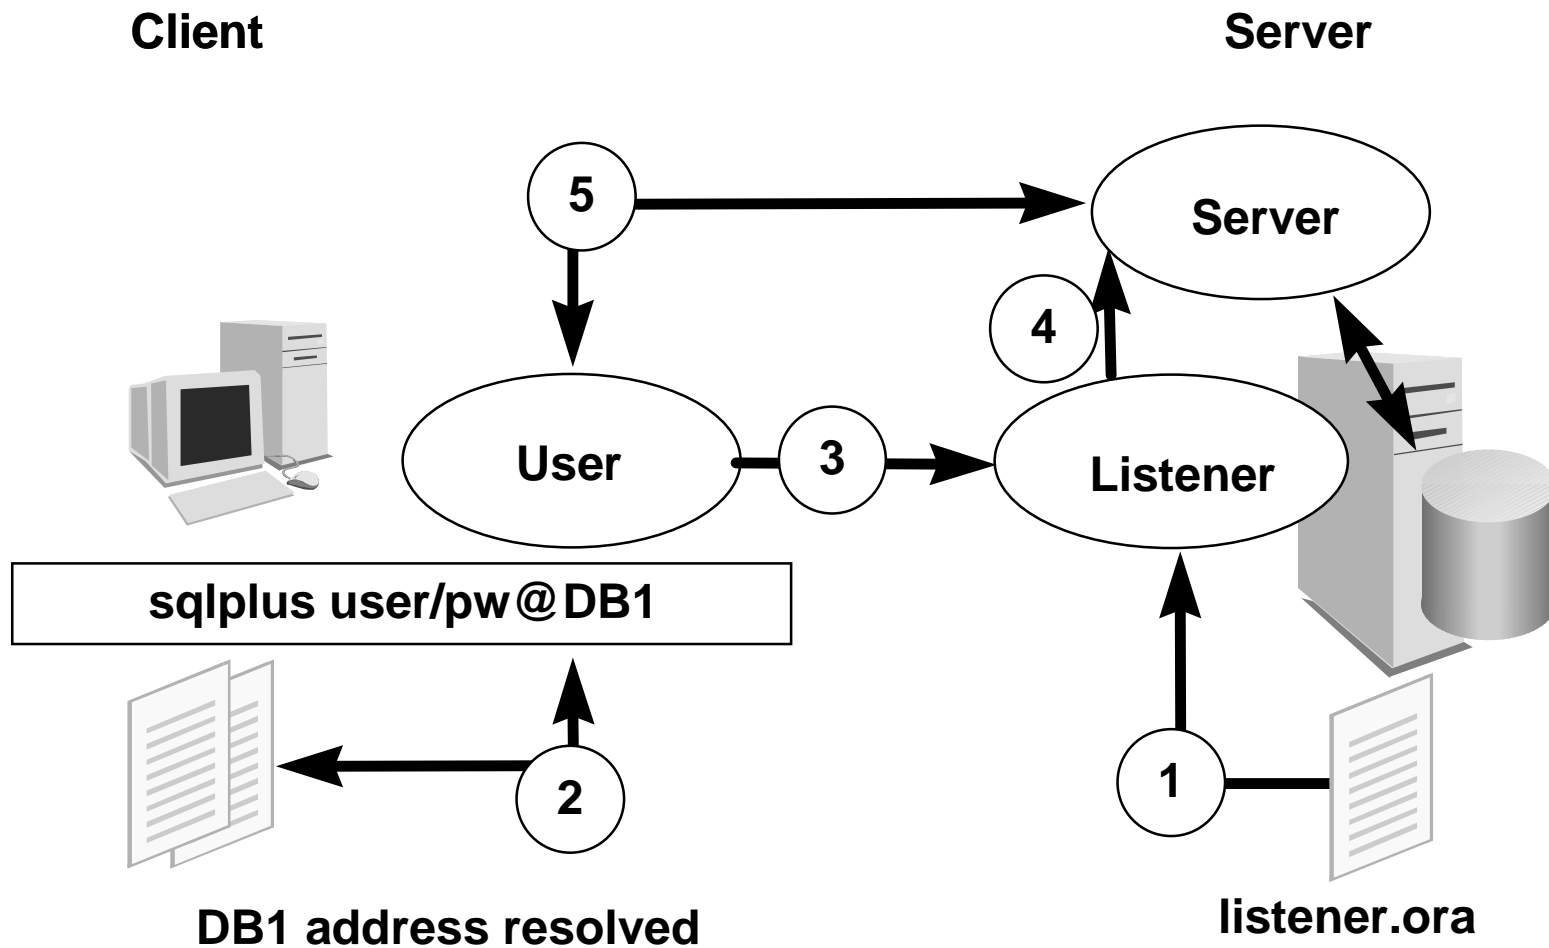 Client
Server
5
Server
4
User
3
Listener
sqlplus user/pw@DB1
1
2
listener.ora
DB1 address resolved